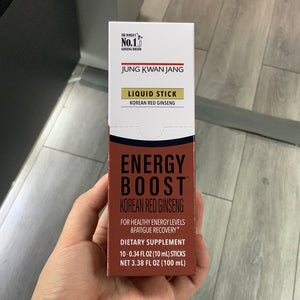 THE WORLD'S
No.1
GINSENG BRAND
JUNG KWAN JANG
LIQUID STICK
KOREAN RED GINSENG
ENERGY
BOOST
KOREAN RED GINSENG
FOR HEALTHY ENERGY LEVELS
& FATIGUE RECOVERY*
DIETARY SUPPLEMENT
10 - 0.34 FL OZ (10 mL) STICKS
NET 3.38 FL OZ (100 mL)